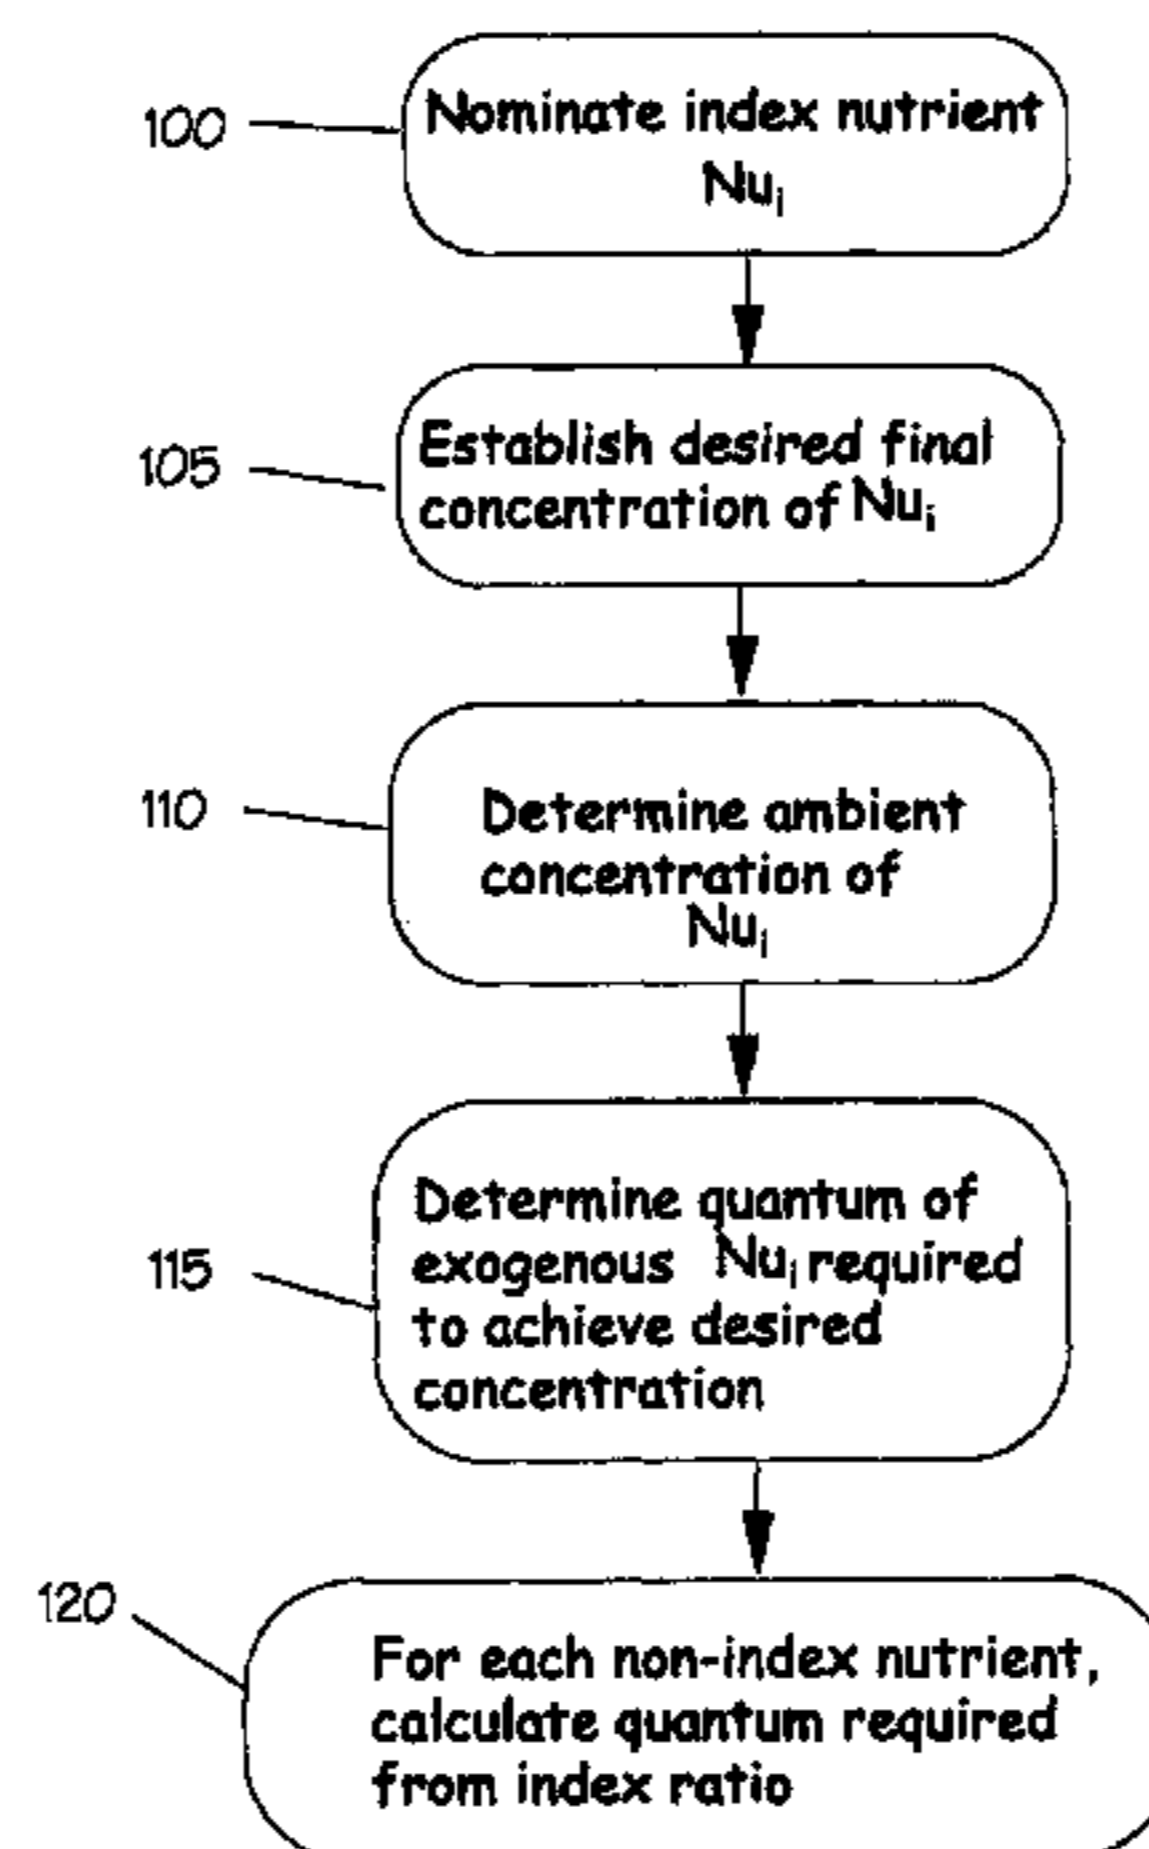 100
Nominate index nutrient
Nuᵢ
105
Establish desired final
concentration of Nuᵢ
110
Determine ambient
concentration of
Nuᵢ
115
Determine quantum of
exogenous Nuᵢ required
to achieve desired
concentration
120
For each non-index nutrient,
calculate quantum required
from index ratio